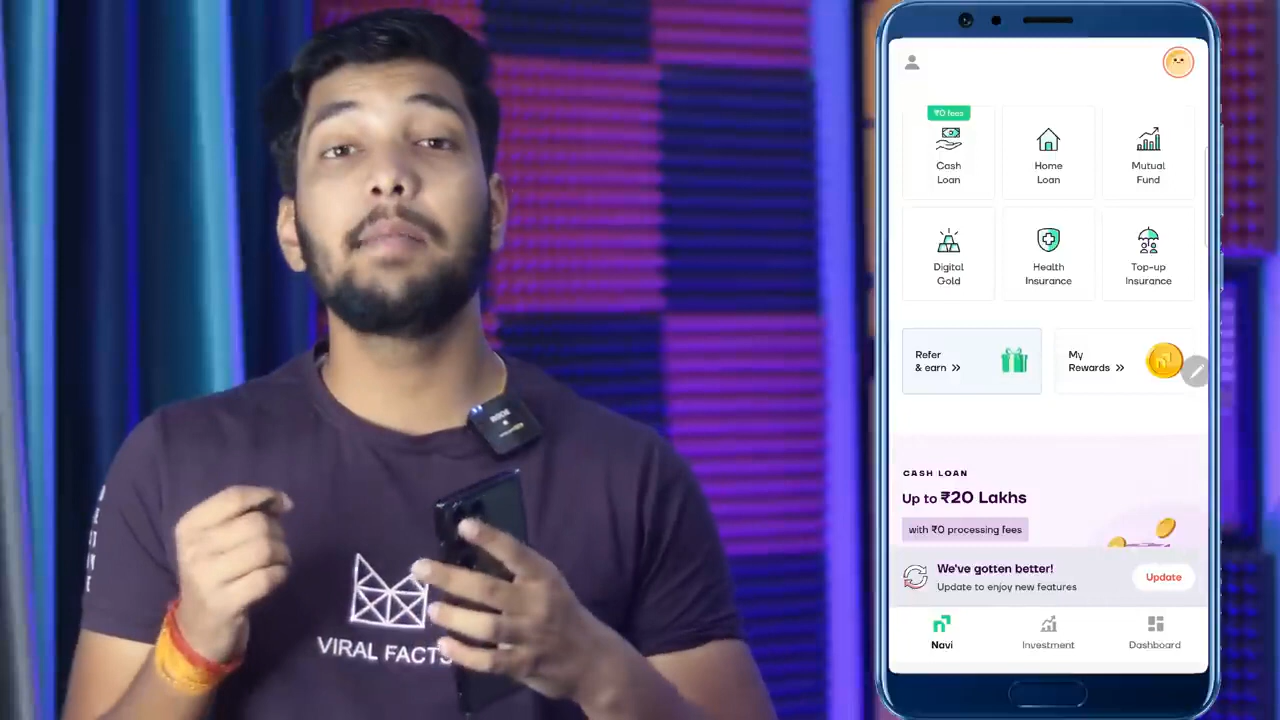 VIRAL FACTS
RODE
₹0 fees
Cash
Loan
Home
Loan
Mutual
Fund
Digital
Gold
Health
Insurance
Top-up
Insurance
Refer
& earn »
My
Rewards »
CASH LOAN
Up to ₹20 Lakhs
with ₹0 processing fees
We've gotten better!
Update to enjoy new features
Update
Navi
Investment
Dashboard